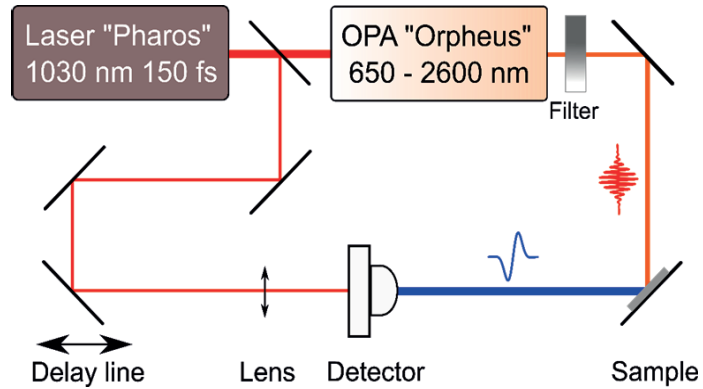 Laser "Pharos"
1030 nm 150 fs
OPA "Orpheus"
650 - 2600 nm
Filter
Delay line
Lens
Detector
Sample